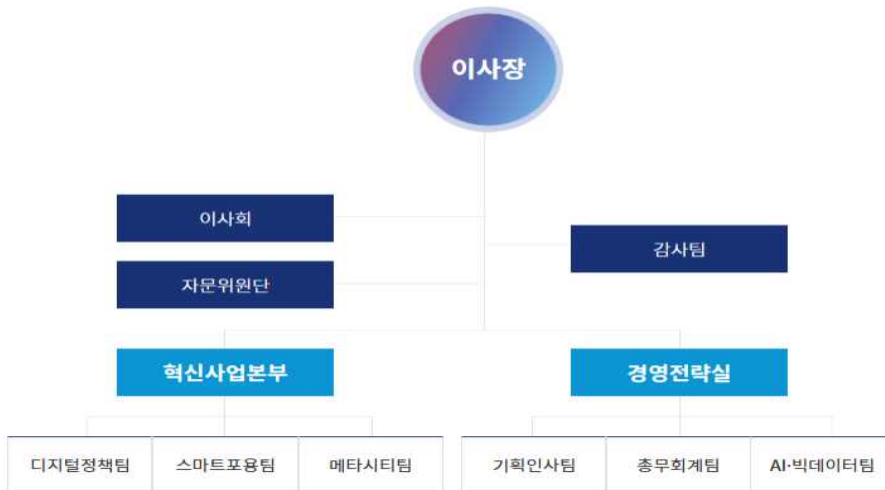 이사장
이사회
감사팀
자문위원단
혁신사업본부
경영전략실
디지털정책팀
스마트포용팀
메타시티팀
기획인사팀
총무회계팀
AI·빅데이터팀